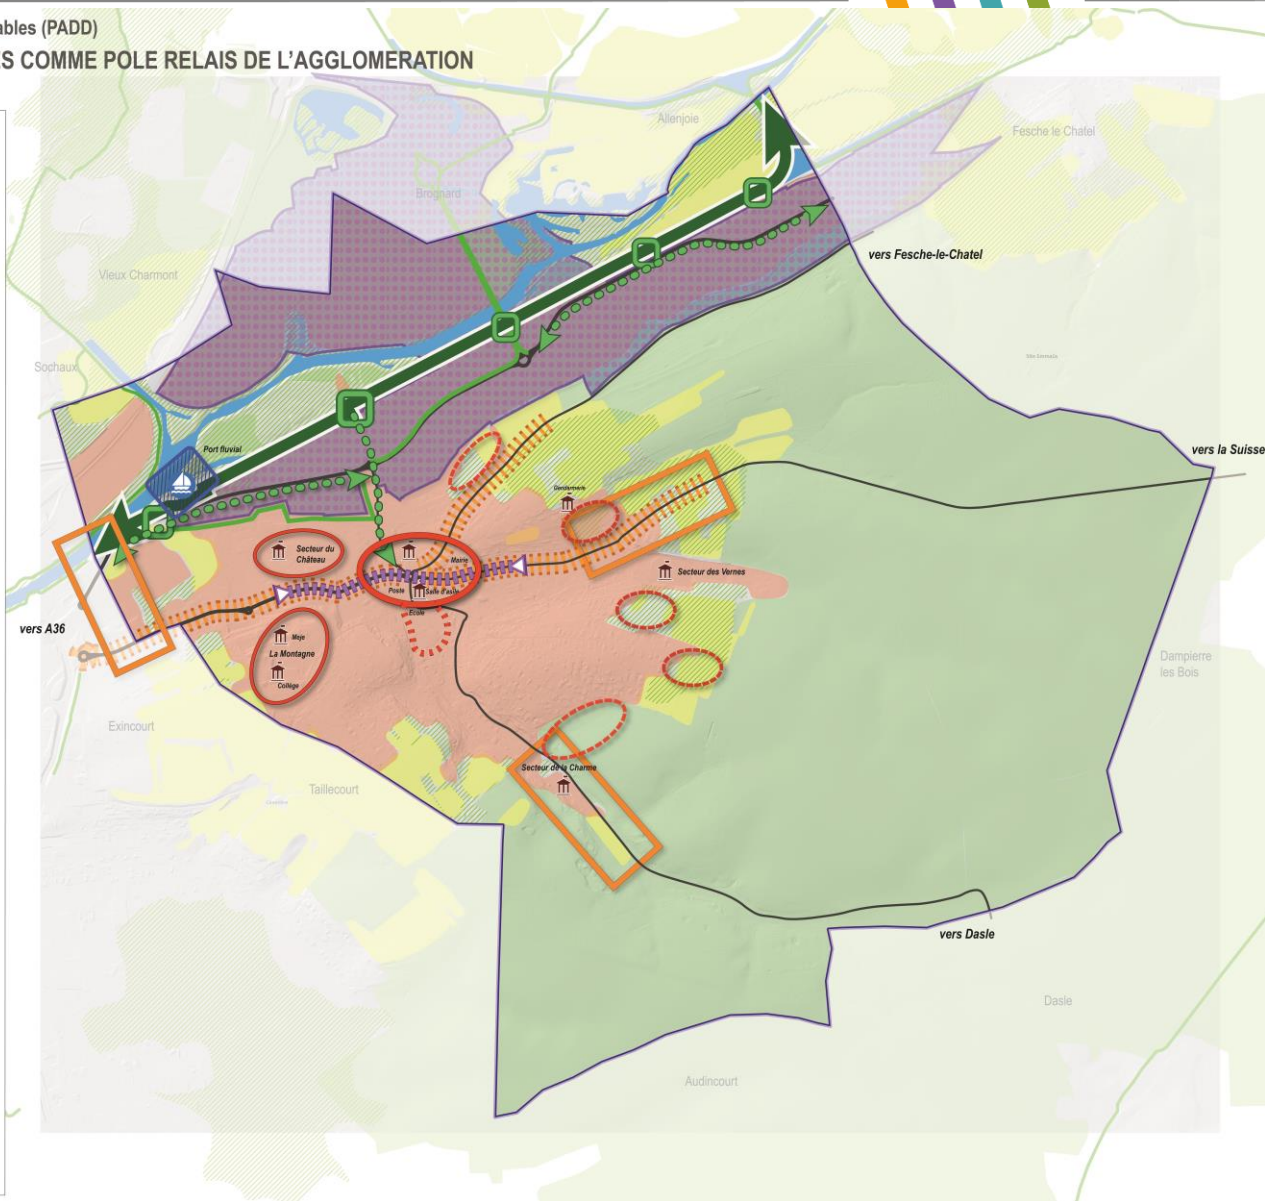 ables (PADD)
ES COMME POLE RELAIS DE L'AGGLOMERATION
Allenjoie
Fesche le Chatel
Brognard
vers Fesche-le-Chatel
Vieux Charmont
Sochaux
Port fluvial
vers la Suisse
Gendarmerie
Secteur du
Château
Mairie
Secteur des Vernes
Poste
Salle d'asile
Ecole
vers A36
Moje
La Montagne
Collège
Dampierre
les Bois
Exincourt
Secteur de la Charme
Taillecourt
vers Dasle
Dasle
Audincourt